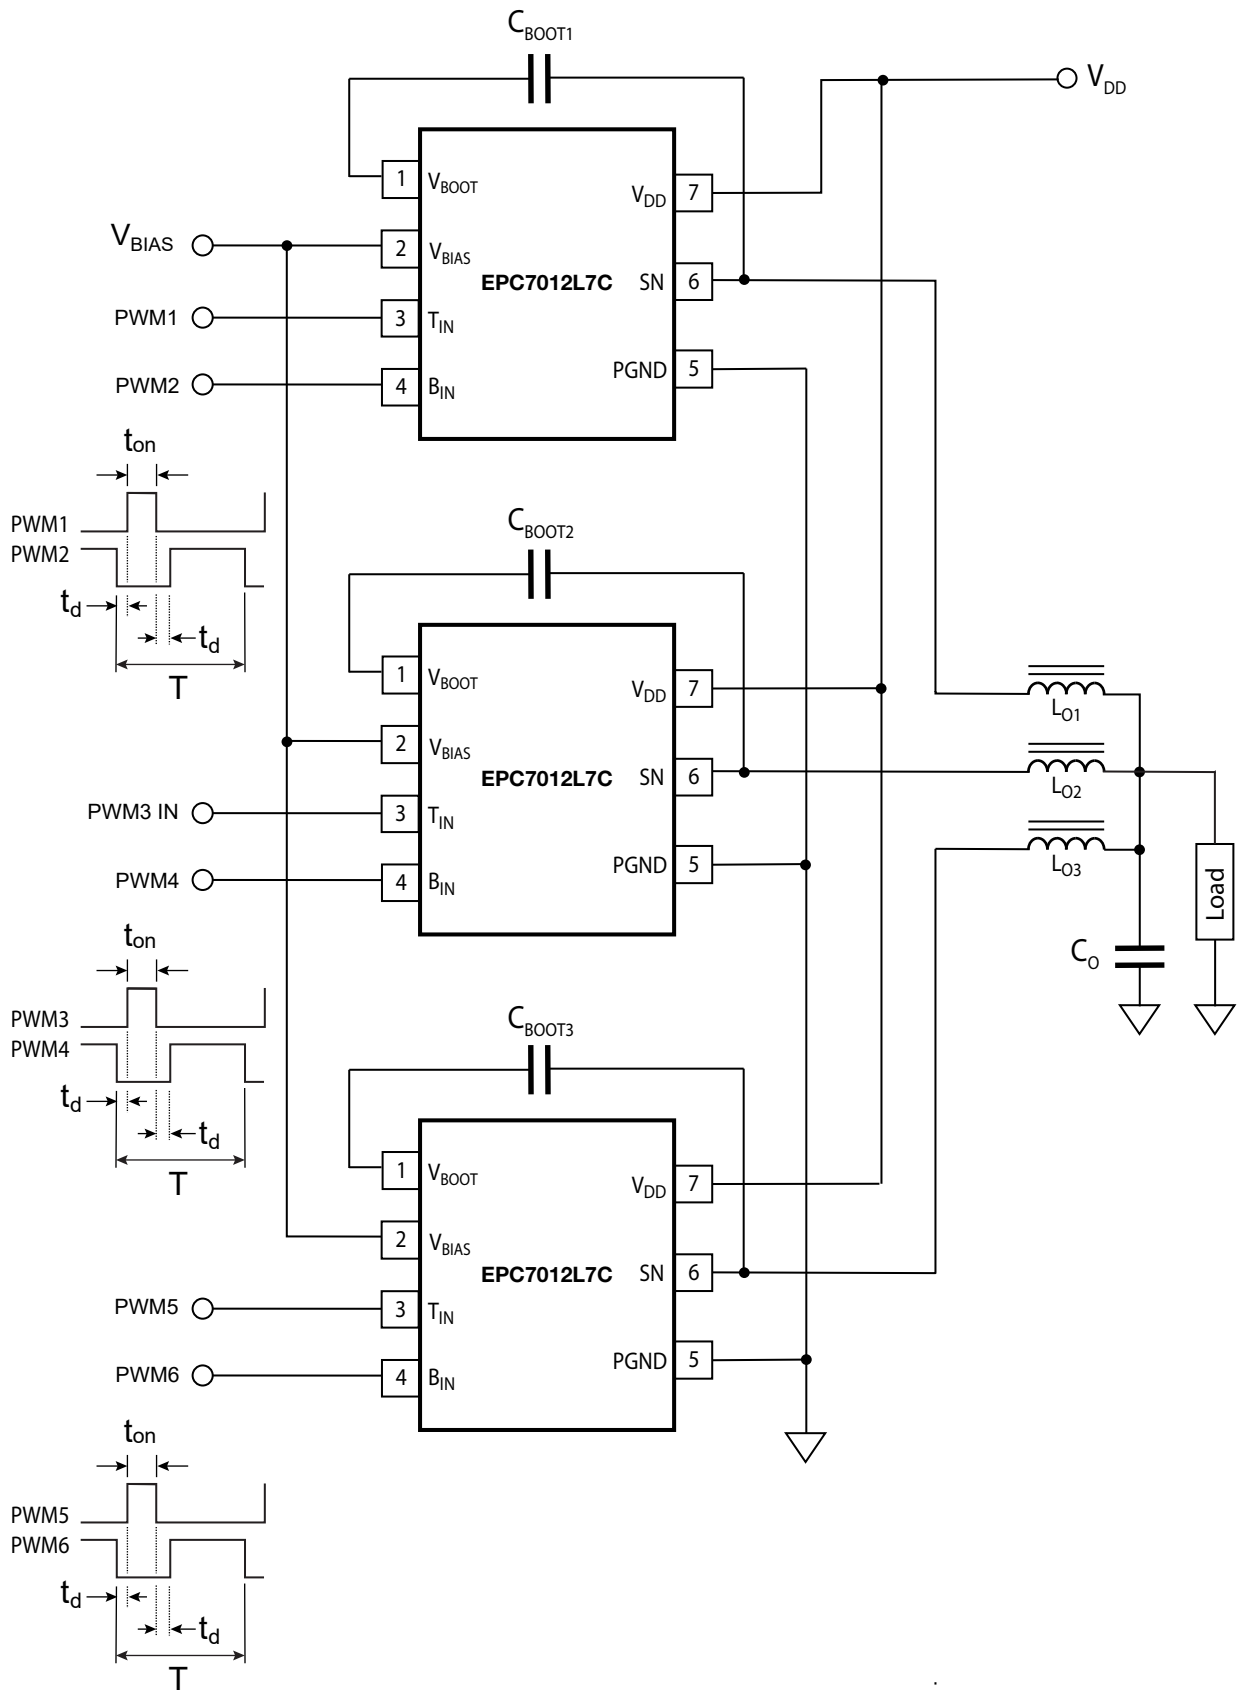 CBOOT1
VDD
1 VBOOT
VDD 7
VBIAS
2 VBIAS
EPC7012L7C
SN 6
PWM1
3 TIN
PGND 5
PWM2
4 BIN
ton
PWM1
PWM2
td
td
T
CBOOT2
1 VBOOT
VDD 7
2 VBIAS
EPC7012L7C
SN 6
PWM3 IN
3 TIN
PGND 5
PWM4
4 BIN
LO1
LO2
LO3
Load
CO
ton
PWM3
PWM4
td
td
T
CBOOT3
1 VBOOT
VDD 7
2 VBIAS
EPC7012L7C
SN 6
PWM5
3 TIN
PGND 5
PWM6
4 BIN
ton
PWM5
PWM6
td
td
T